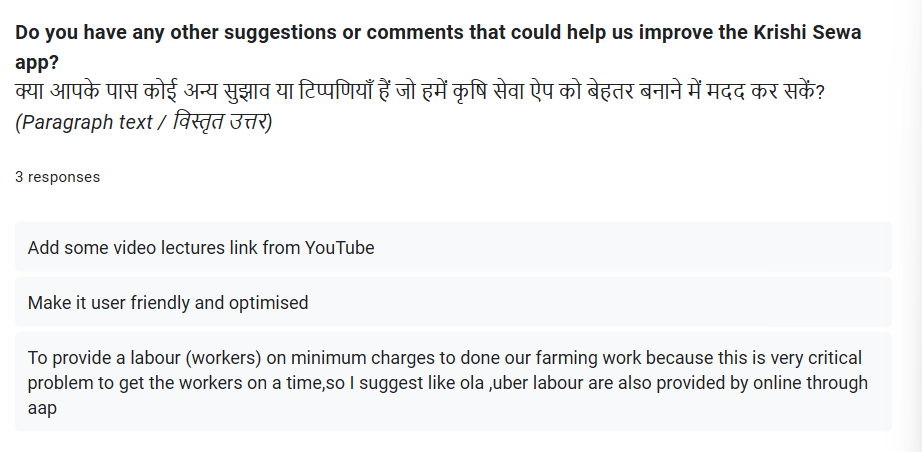 Do you have any other suggestions or comments that could help us improve the Krishi Sewa
app?
क्या आपके पास कोई अन्य सुझाव या टिप्पणियाँ हैं जो हमें कृषि सेवा ऐप को बेहतर बनाने में मदद कर सकें?
(Paragraph text / विस्तृत उत्तर)
3 responses
Add some video lectures link from YouTube
Make it user friendly and optimised
To provide a labour (workers) on minimum charges to done our farming work because this is very critical
problem to get the workers on a time,so I suggest like ola ,uber labour are also provided by online through
aap